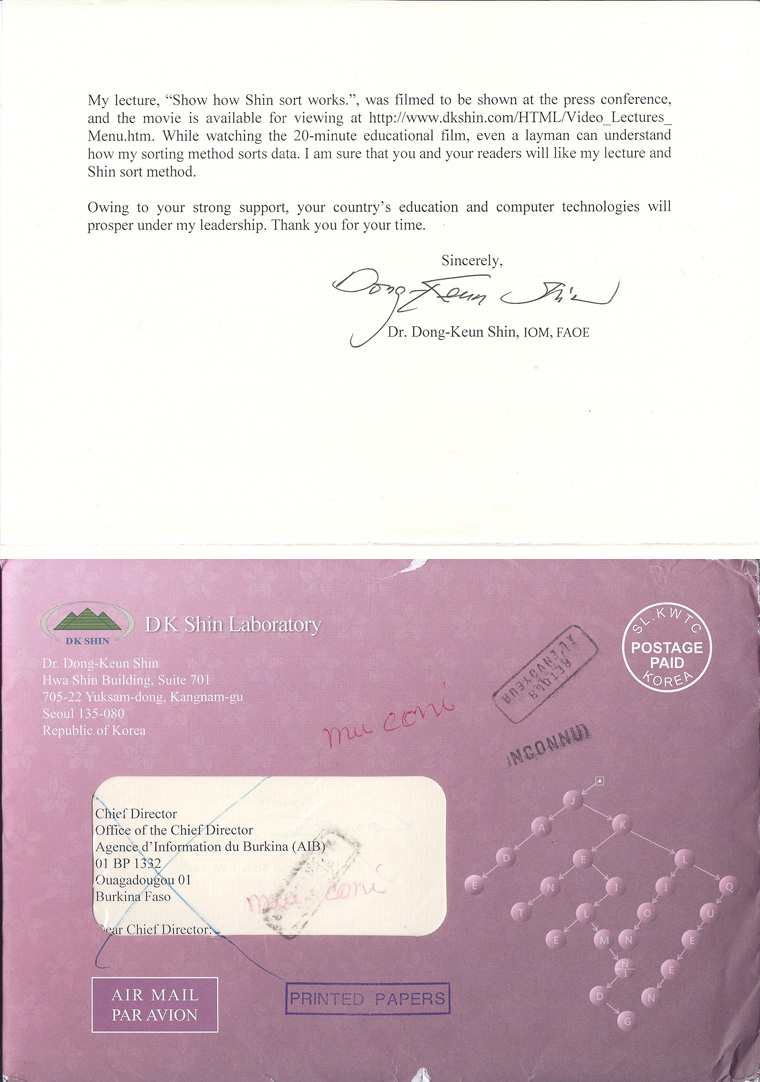 My lecture, “Show how Shin sort works.”, was filmed to be shown at the press conference,
and the movie is available for viewing at http://www.dkshin.com/HTML/Video_Lectures_
Menu.htm. While watching the 20-minute educational film, even a layman can understand
how my sorting method sorts data. I am sure that you and your readers will like my lecture and
Shin sort method.
Owing to your strong support, your country’s education and computer technologies will
prosper under my leadership. Thank you for your time.
Sincerely,
Dong-Keun Shin
Dr. Dong-Keun Shin, IOM, FAOE
DK SHIN
DK Shin Laboratory
SL.KWTC
POSTAGE
PAID
KOREA
Dr. Dong-Keun Shin
Hwa Shin Building, Suite 701
705-22 Yuksam-dong, Kangnam-gu
Seoul 135-080
Republic of Korea
RETOUR
A L'ENVOYEUR
INCONNU
Chief Director
Office of the Chief Director
Agence d’Information du Burkina (AIB)
01 BP 1332
Ouagadougou 01
Burkina Faso
Dear Chief Director:
J
A K
D E L
E N I I Q
T L O U
E M N E
N T E
D N
G
AIR MAIL
PAR AVION
PRINTED PAPERS